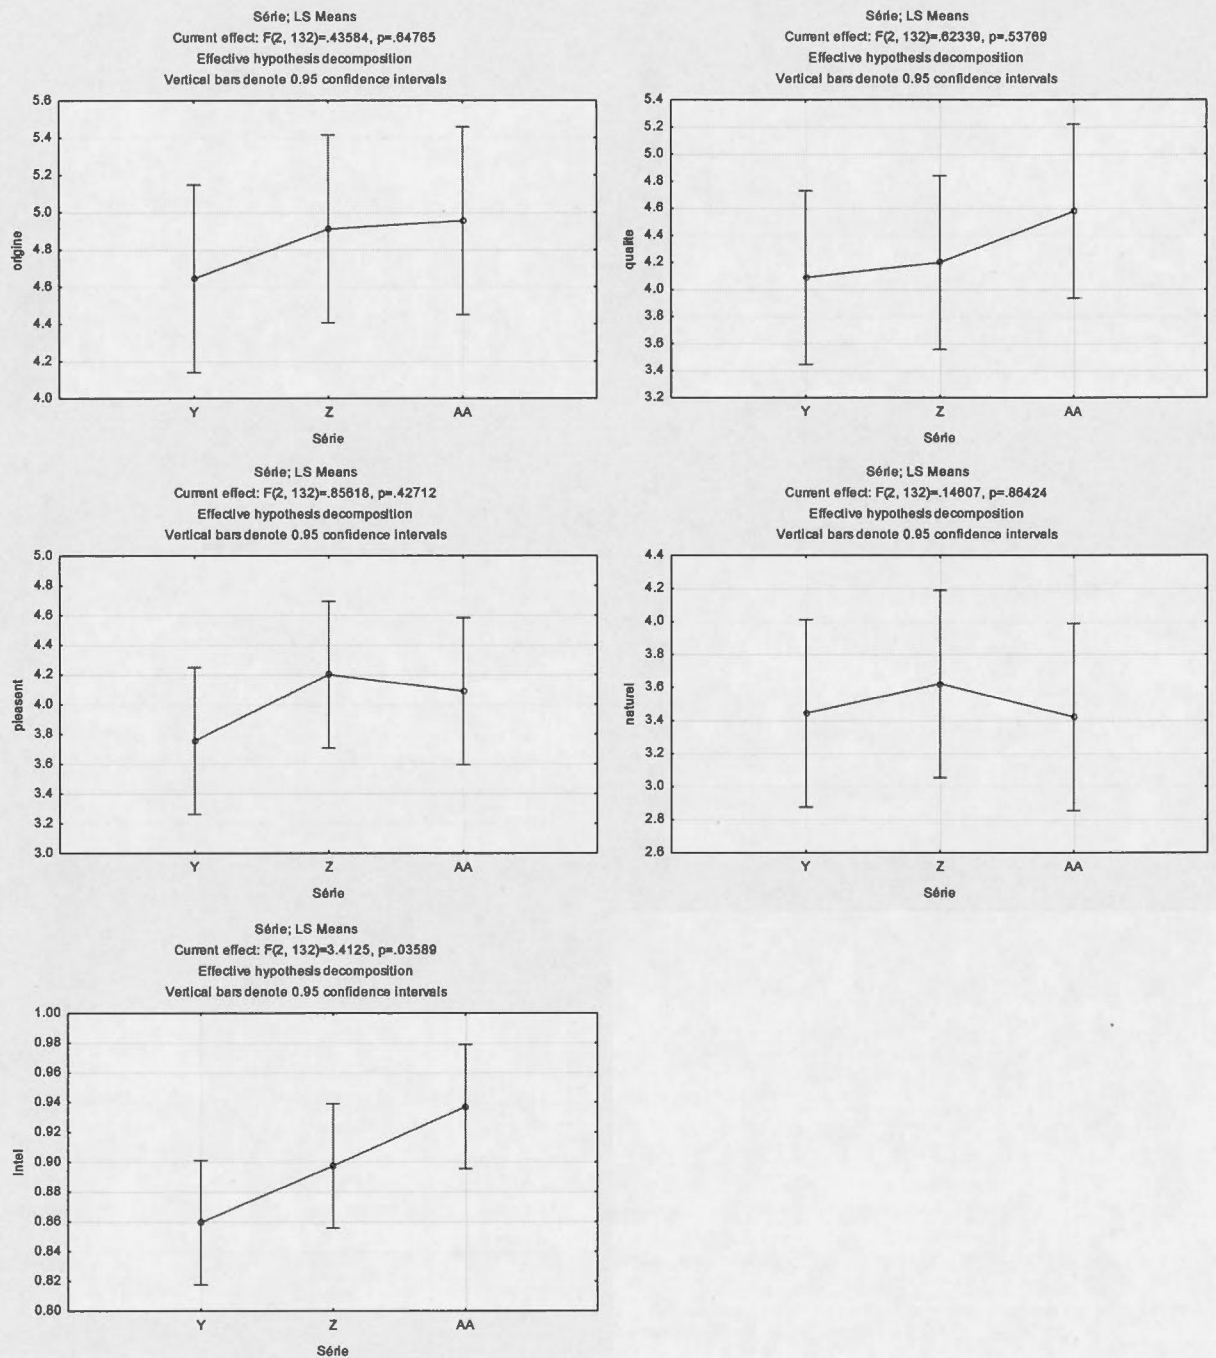 Série; LS Means
Current effect: F(2, 132)=.43584, p=.64765
Effective hypothesis decomposition
Vertical bars denote 0.95 confidence intervals
5.6
5.4
5.2
5.0
4.8
4.6
4.4
4.2
4.0
origine
Y Z AA
Série
Série; LS Means
Current effect: F(2, 132)=.62339, p=.53769
Effective hypothesis decomposition
Vertical bars denote 0.95 confidence intervals
5.4
5.2
5.0
4.8
4.6
4.4
4.2
4.0
3.8
3.6
3.4
3.2
qualite
Y Z AA
Série
Série; LS Means
Current effect: F(2, 132)=.85618, p=.42712
Effective hypothesis decomposition
Vertical bars denote 0.95 confidence intervals
5.0
4.8
4.6
4.4
4.2
4.0
3.8
3.6
3.4
3.2
3.0
pleasent
Y Z AA
Série
Série; LS Means
Current effect: F(2, 132)=.14607, p=.86424
Effective hypothesis decomposition
Vertical bars denote 0.95 confidence intervals
4.4
4.2
4.0
3.8
3.6
3.4
3.2
3.0
2.8
2.6
naturel
Y Z AA
Série
Série; LS Means
Current effect: F(2, 132)=3.4125, p=.03589
Effective hypothesis decomposition
Vertical bars denote 0.95 confidence intervals
1.00
0.98
0.96
0.94
0.92
0.90
0.88
0.86
0.84
0.82
0.80
Intel
Y Z AA
Série